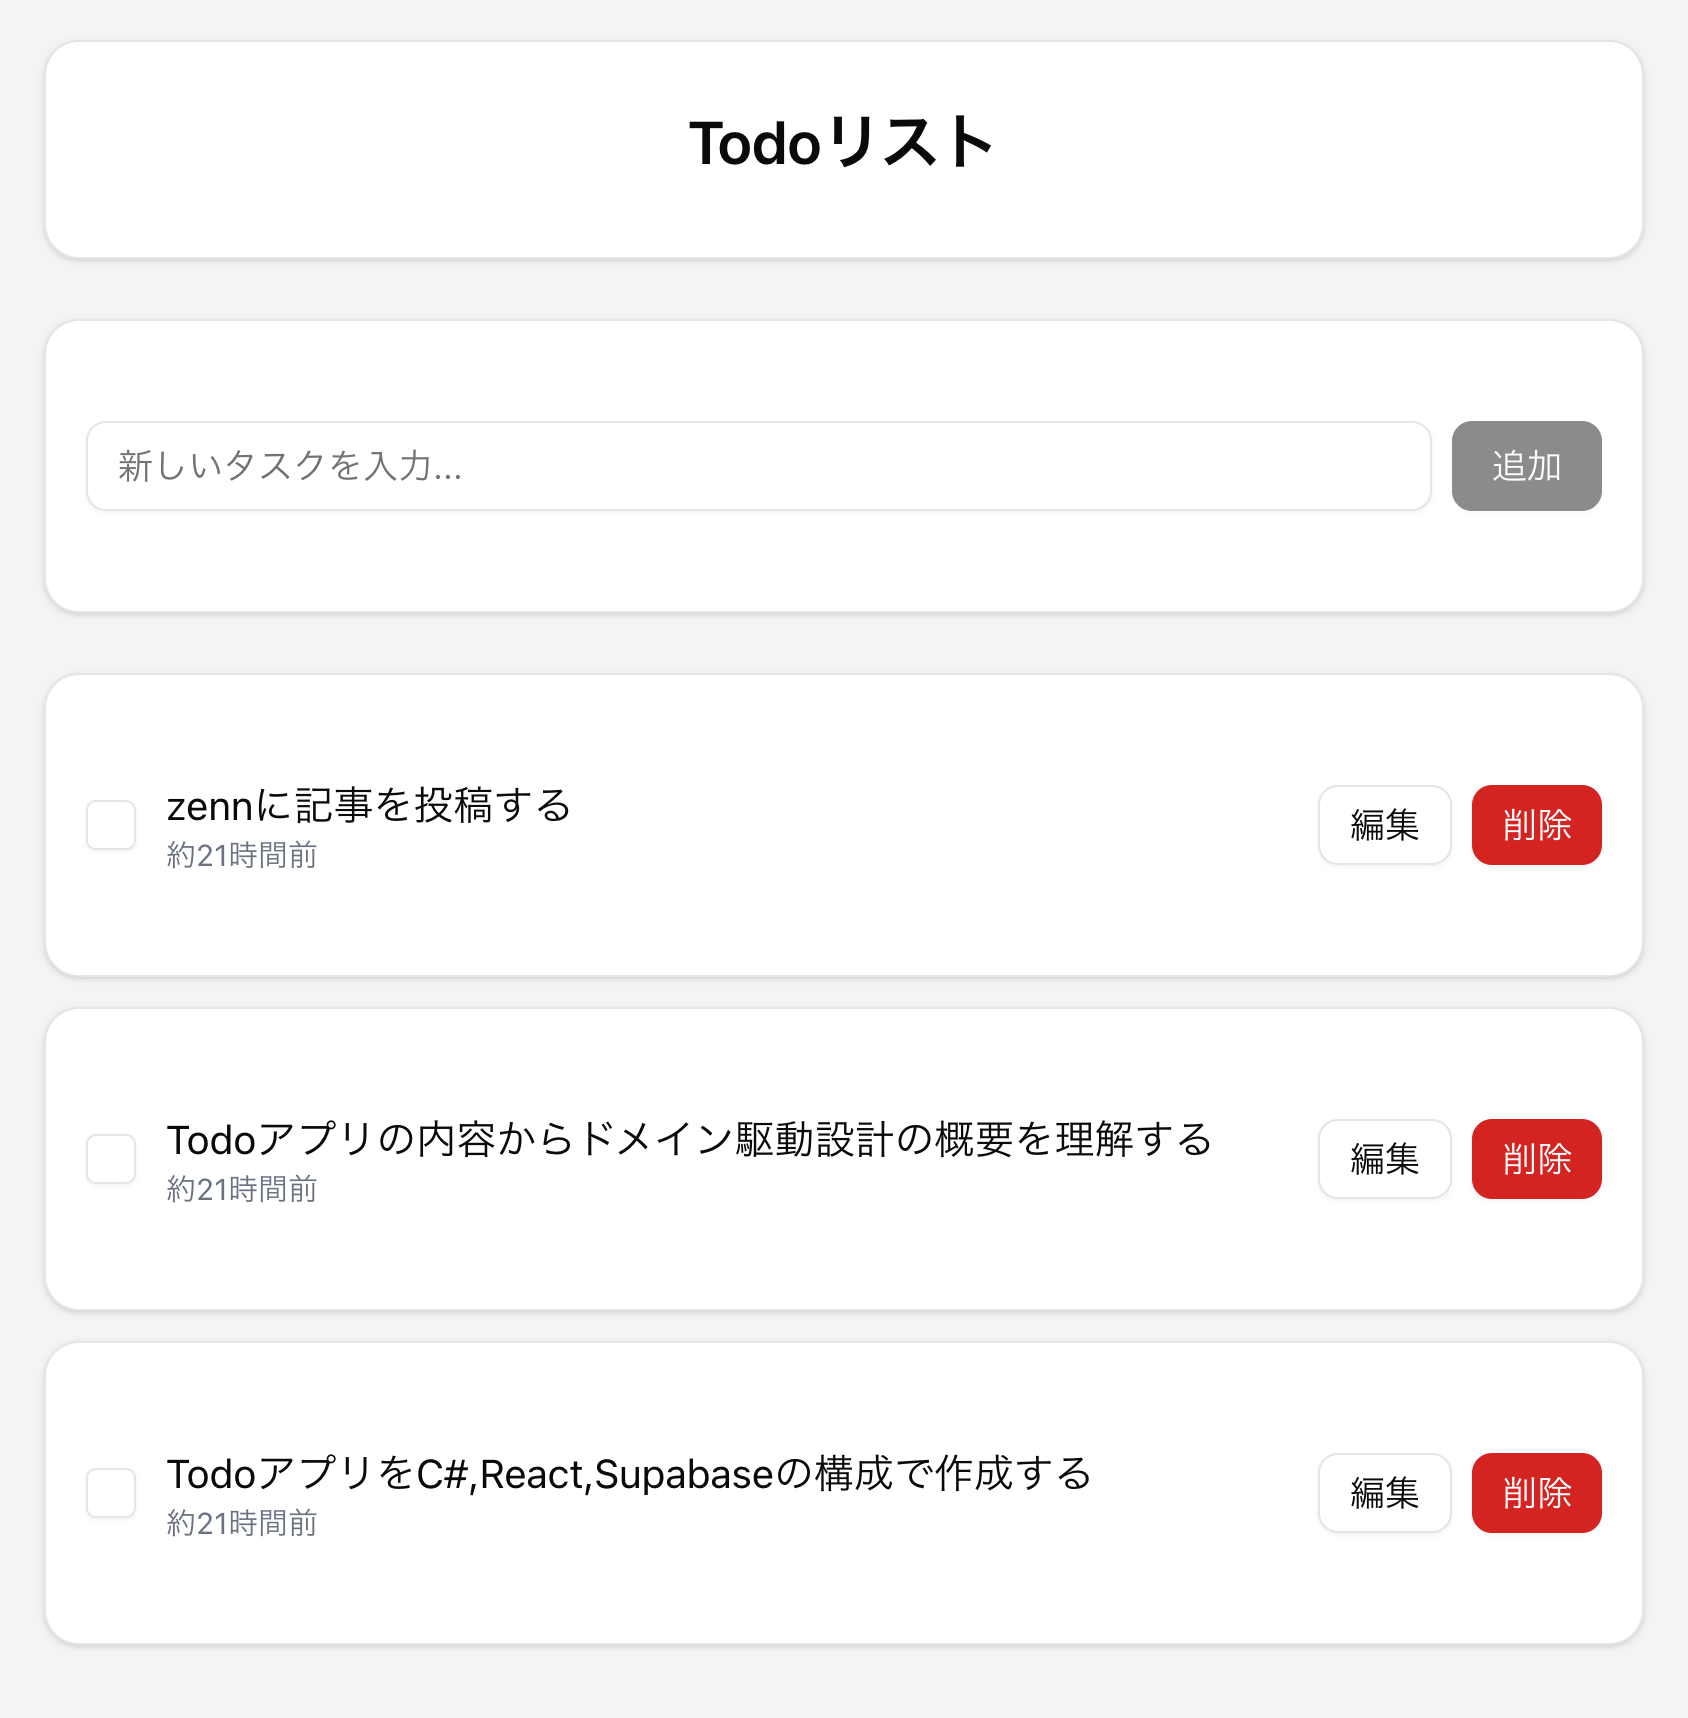 Todoリスト
新しいタスクを入力...
追加
zennに記事を投稿する
約21時間前
編集
削除
Todoアプリの内容からドメイン駆動設計の概要を理解する
約21時間前
編集
削除
TodoアプリをC#,React,Supabaseの構成で作成する
約21時間前
編集
削除